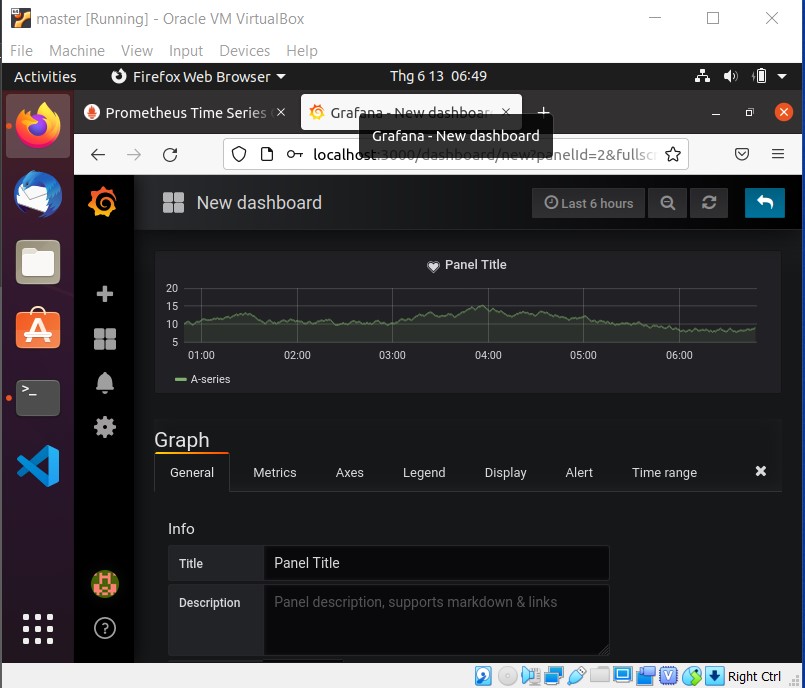 master [Running] - Oracle VM VirtualBox
File Machine View Input Devices Help
Activities Firefox Web Browser Thg 6 13 06:49
Prometheus Time Series Grafana - New dashboar
Grafana - New dashboard
localhost:3000/dashboard/new?panelId=2&fullscr
New dashboard Last 6 hours
Panel Title
20
15
10
5
01:00 02:00 03:00 04:00 05:00 06:00
A-series
Graph
General Metrics Axes Legend Display Alert Time range
Info
Title Panel Title
Description Panel description, supports markdown & links
Right Ctrl